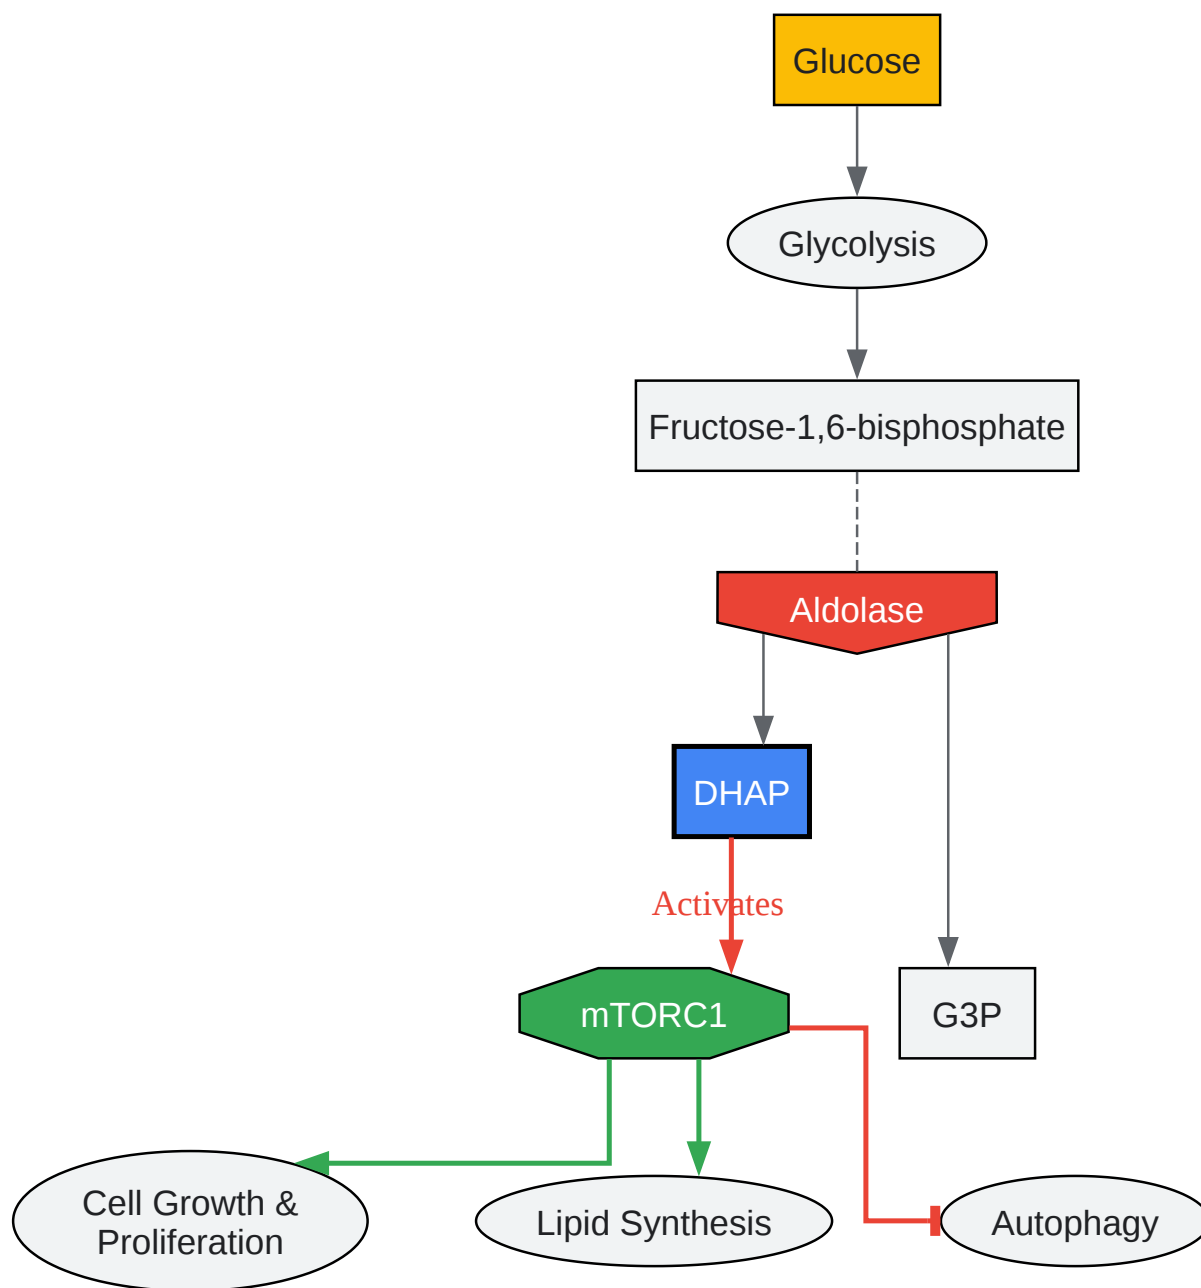 Glucose
Glycolysis
Fructose-1,6-bisphosphate
Aldolase
DHAP
Activates
mTORC1
G3P
Cell Growth &
Proliferation
Lipid Synthesis
Autophagy